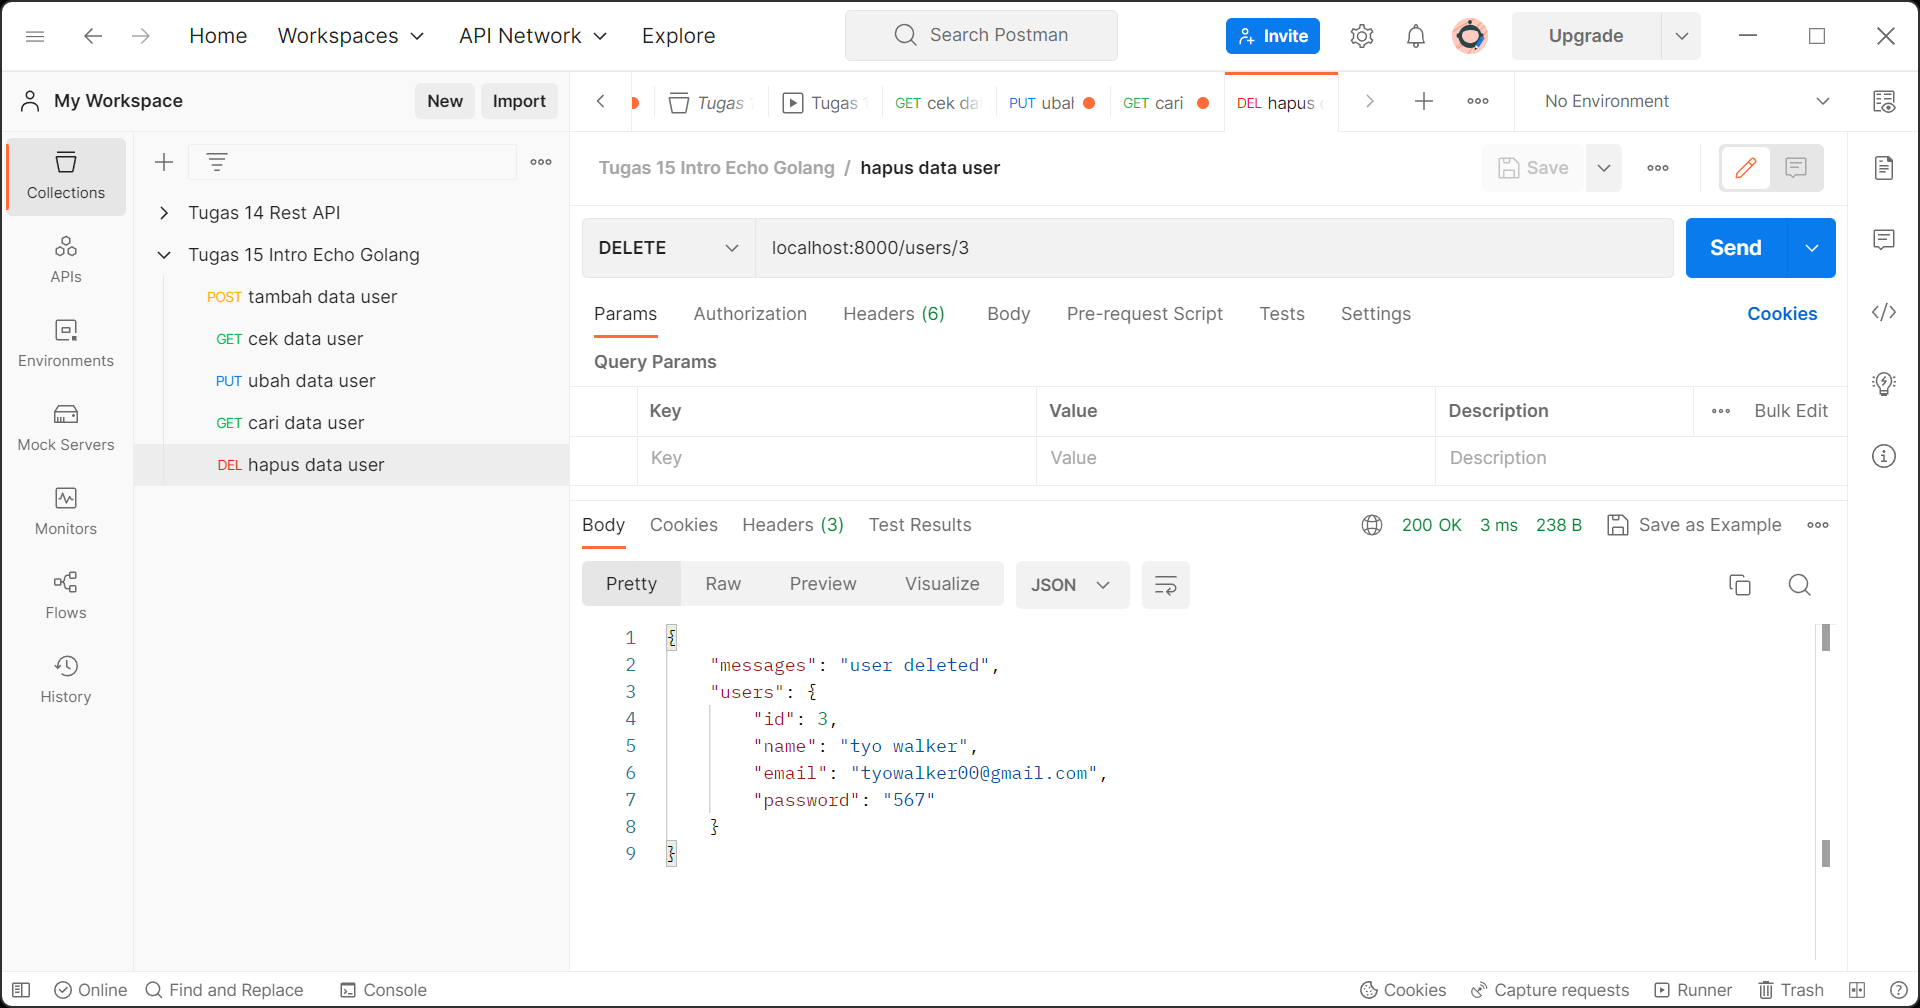 Home Workspaces API Network Explore Search Postman Invite Upgrade
My Workspace New Import
Tugas Tugas GET cek da PUT ubah GET cari DEL hapus No Environment
Collections
APIs
Environments
Mock Servers
Monitors
Flows
History
Tugas 14 Rest API
Tugas 15 Intro Echo Golang
POST tambah data user
GET cek data user
PUT ubah data user
GET cari data user
DEL hapus data user
Tugas 15 Intro Echo Golang / hapus data user Save
DELETE localhost:8000/users/3 Send
Params Authorization Headers (6) Body Pre-request Script Tests Settings Cookies
Query Params
Key Value Description Bulk Edit
Key Value Description
Body Cookies Headers (3) Test Results 200 OK 3 ms 238 B Save as Example
Pretty Raw Preview Visualize JSON
1 {
2 "messages": "user deleted",
3 "users": {
4 "id": 3,
5 "name": "tyo walker",
6 "email": "tyowalker00@gmail.com",
7 "password": "567"
8 }
9 }
Online Find and Replace Console Cookies Capture requests Runner Trash